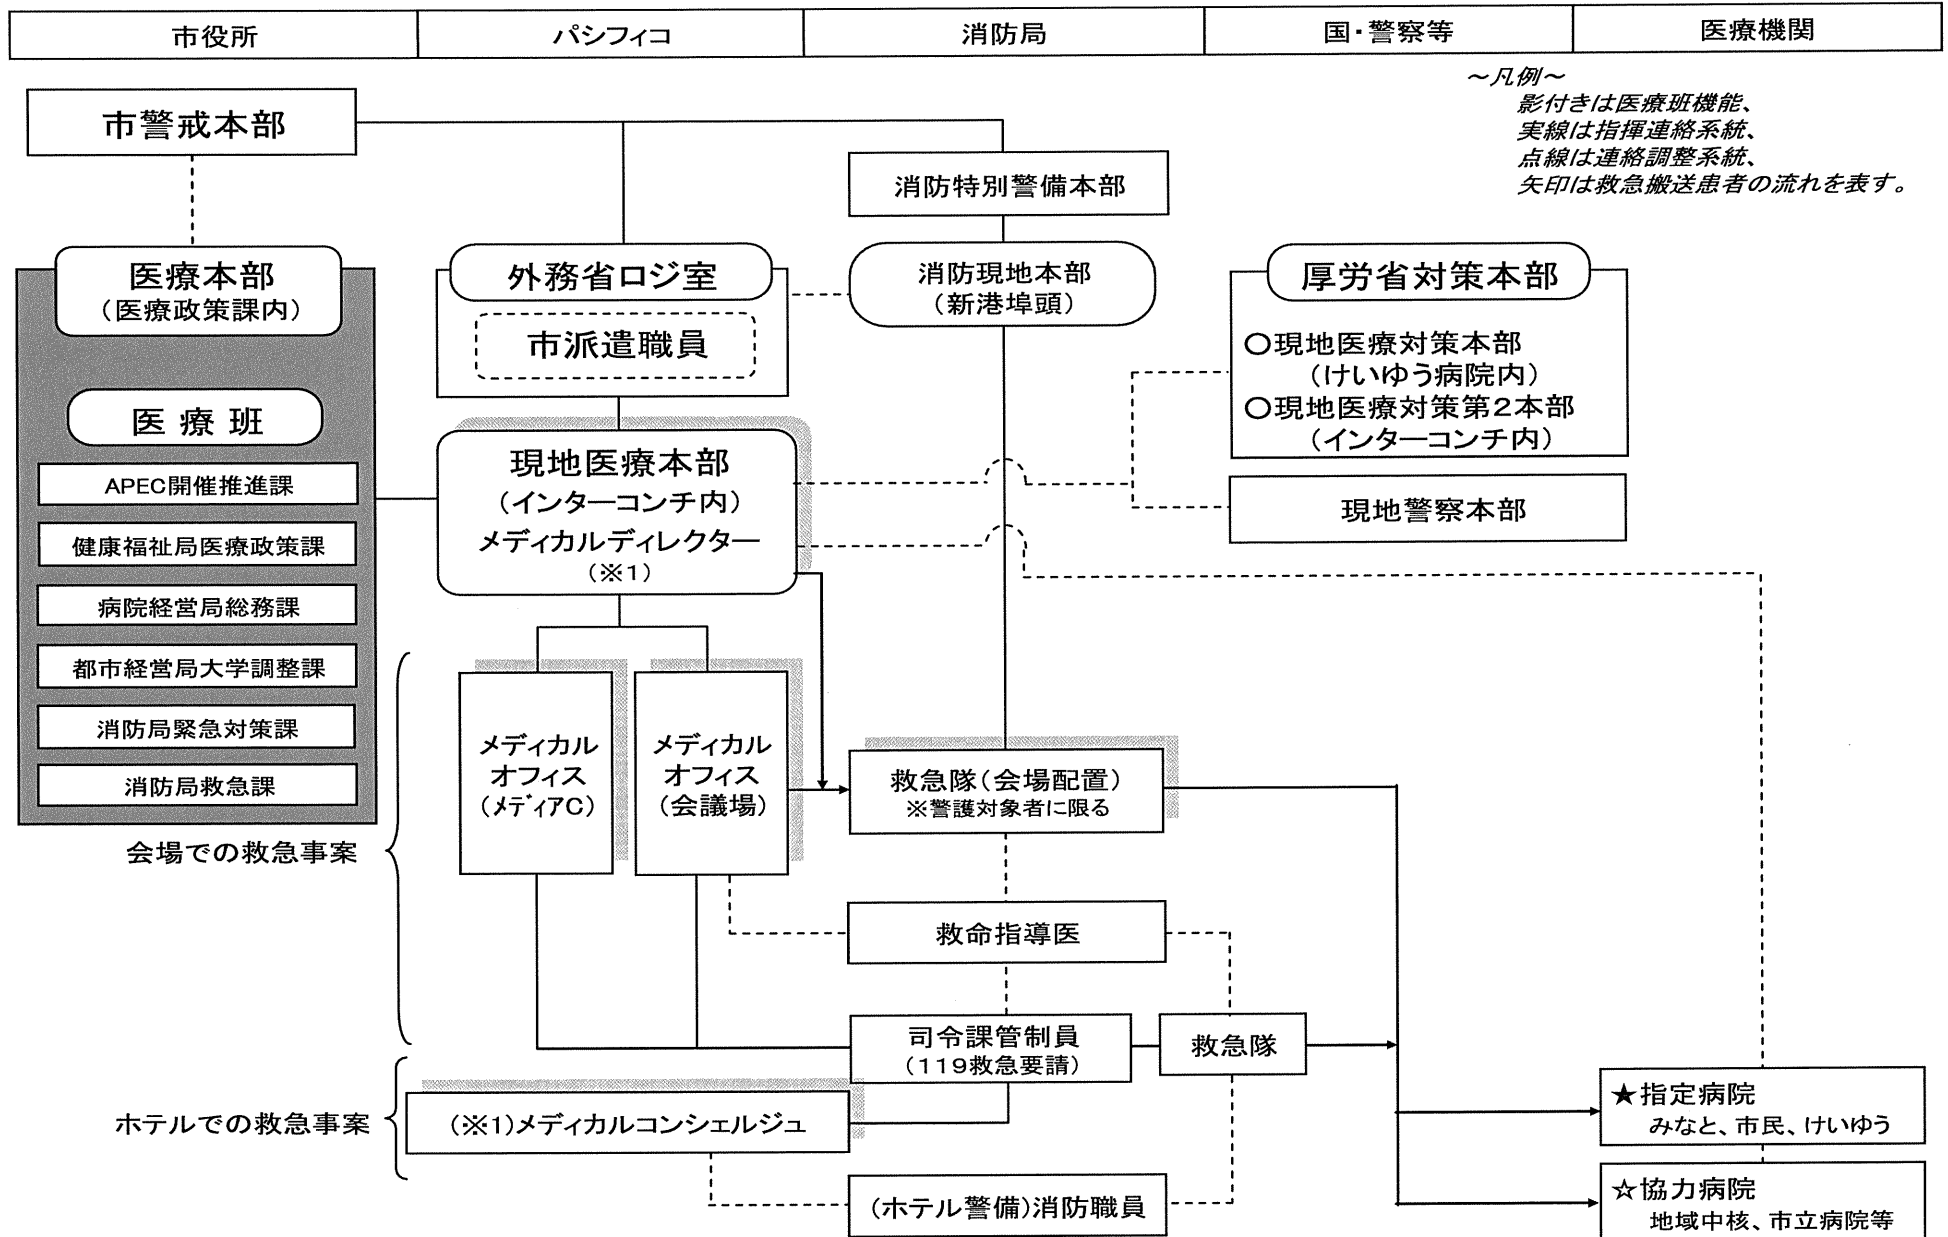 市役所
パシフィコ
消防局
国・警察等
医療機関
～凡例～
影付きは医療班機能、
実線は指揮連絡系統、
点線は連絡調整系統、
矢印は救急搬送患者の流れを表す。
市警戒本部
消防特別警備本部
医療本部
（医療政策課内）
外務省ロジ室
市派遣職員
消防現地本部
（新港埠頭）
厚労省対策本部
○現地医療対策本部
（けいゆう病院内）
○現地医療対策第２本部
（インターコンチ内）
現地警察本部
医療班
APEC開催推進課
健康福祉局医療政策課
病院経営局総務課
都市経営局大学調整課
消防局緊急対策課
消防局救急課
現地医療本部
（インターコンチ内）
メディカルディレクター
（※1）
会場での救急事案
メディカル
オフィス
（メディアC）
メディカル
オフィス
（会議場）
救急隊（会場配置）
※警護対象者に限る
救命指導医
司令課管制員
（119救急要請）
救急隊
ホテルでの救急事案
（※1）メディカルコンシェルジュ
（ホテル警備）消防職員
★指定病院
みなと、市民、けいゆう
☆協力病院
地域中核、市立病院等